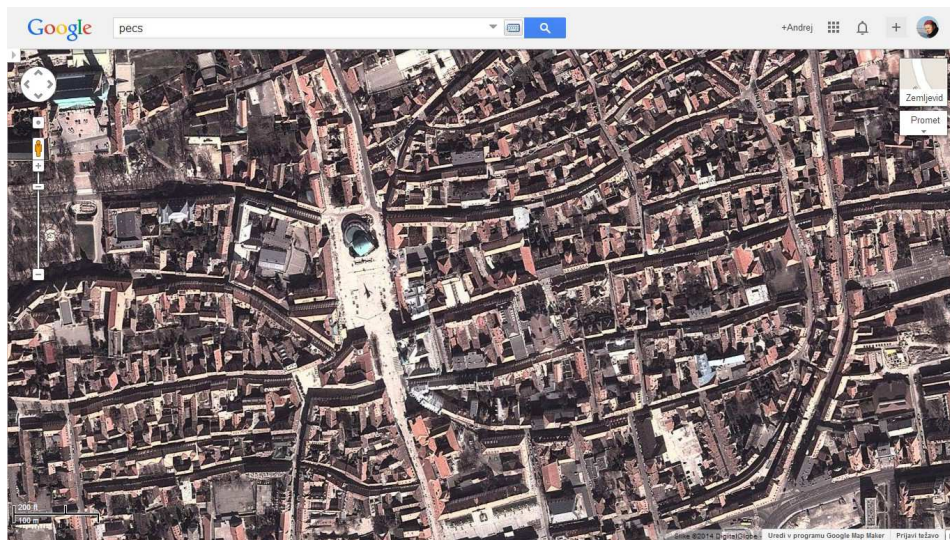 Google
pecs
+Andrej
Zemljevid
Promet
200 ft
100 m
Slike ©2014 DigitalGlobe
Uredi v programu Google Map Maker
Prijavi težavo